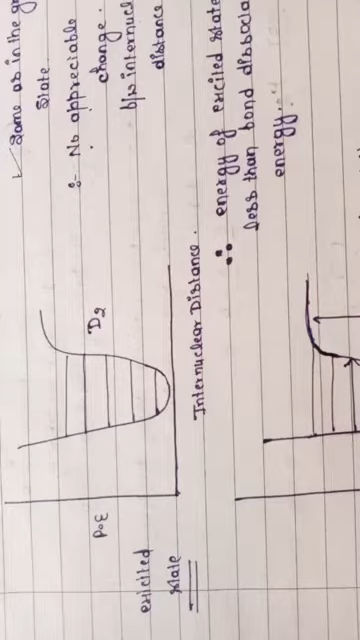 ✓ Same as in the
state.
∴ No appreciable
change.
b/w internucl
distance
D₂
P.E
Internuclear Distance.
excited
state
∴ energy of excited state
less than bond dissocia
energy.